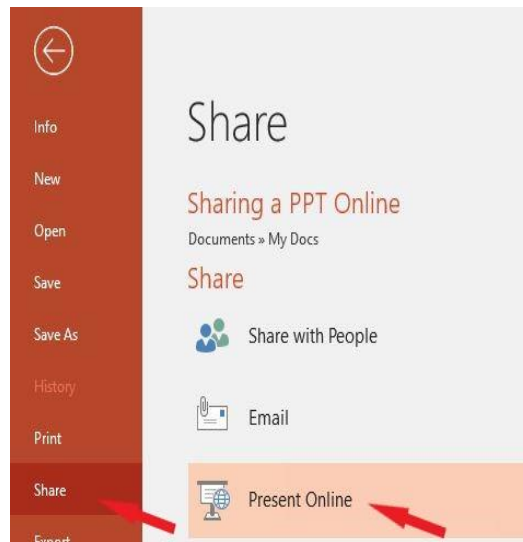 Info
New
Open
Save
Save As
History
Print
Share
Export
Share
Sharing a PPT Online
Documents » My Docs
Share
Share with People
Email
Present Online